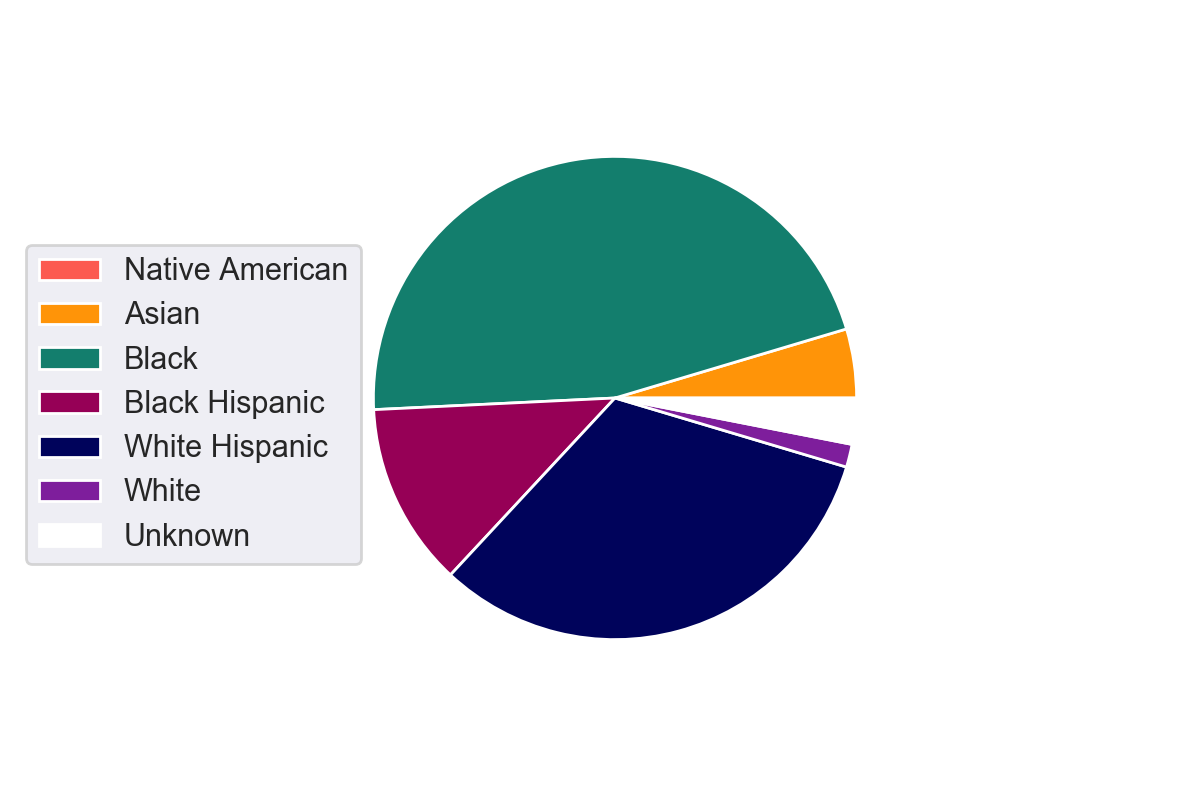 Native American
Asian
Black
Black Hispanic
White Hispanic
White
Unknown